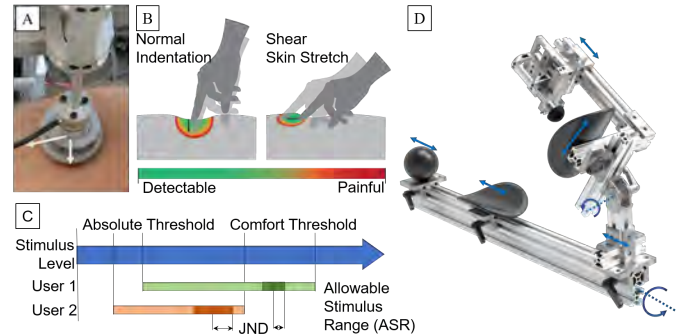 A
B
Normal
Indentation
Shear
Skin Stretch
Detectable
Painful
C
Absolute Threshold
Comfort Threshold
Stimulus
Level
User 1
User 2
JND
Allowable
Stimulus
Range (ASR)
D